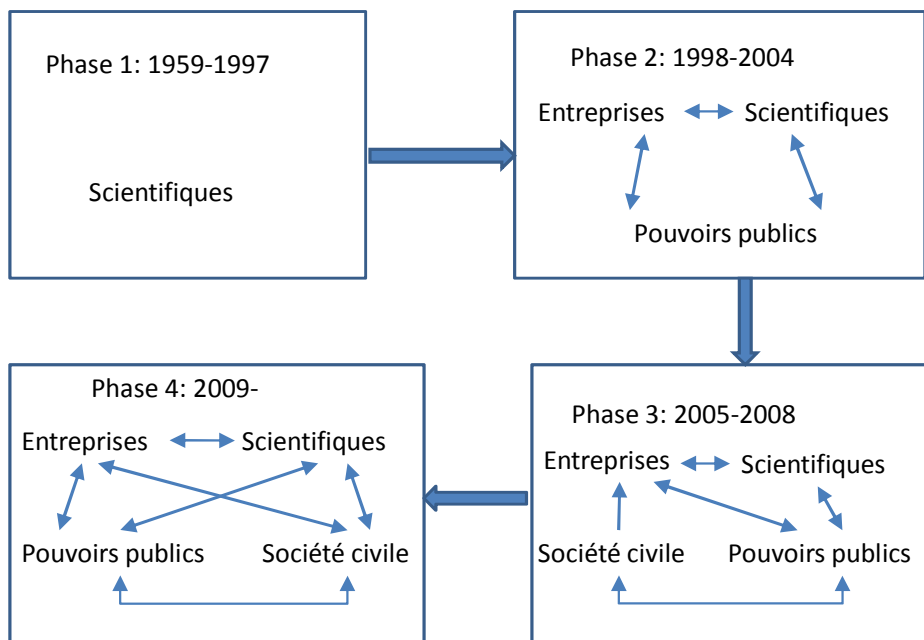 Phase 1: 1959-1997
Scientifiques
Phase 2: 1998-2004
Entreprises Scientifiques
Pouvoirs publics
Phase 4: 2009-
Entreprises Scientifiques
Pouvoirs publics Société civile
Phase 3: 2005-2008
Entreprises Scientifiques
Société civile Pouvoirs publics